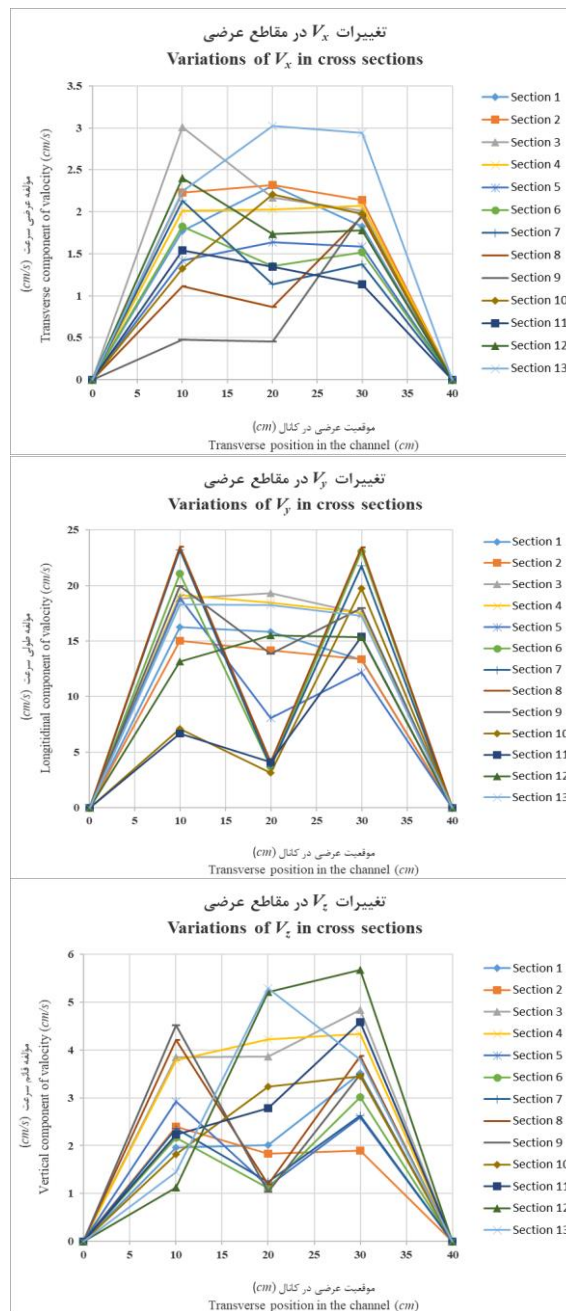 تغییرات Vx در مقاطع عرضی
Variations of Vx in cross sections
مؤلفه عرضی سرعت (cm/s)
Transverse component of valocity (cm/s)
3.5
3
2.5
2
1.5
1
0.5
0
0 5 10 15 20 25 30 35 40
موقعیت عرضی در کانال (cm)
Transverse position in the channel (cm)
Section 1
Section 2
Section 3
Section 4
Section 5
Section 6
Section 7
Section 8
Section 9
Section 10
Section 11
Section 12
Section 13
تغییرات Vy در مقاطع عرضی
Variations of Vy in cross sections
مؤلفه طولی سرعت (cm/s)
Longitidinal component of valocity (cm/s)
25
20
15
10
5
0
0 5 10 15 20 25 30 35 40
موقعیت عرضی در کانال (cm)
Transverse position in the channel (cm)
Section 1
Section 2
Section 3
Section 4
Section 5
Section 6
Section 7
Section 8
Section 9
Section 10
Section 11
Section 12
Section 13
تغییرات Vz در مقاطع عرضی
Variations of Vz in cross sections
مؤلفه قائم سرعت (cm/s)
Vertical component of valocity (cm/s)
6
5
4
3
2
1
0
0 5 10 15 20 25 30 35 40
موقعیت عرضی در کانال (cm)
Transverse position in the channel (cm)
Section 1
Section 2
Section 3
Section 4
Section 5
Section 6
Section 7
Section 8
Section 9
Section 10
Section 11
Section 12
Section 13